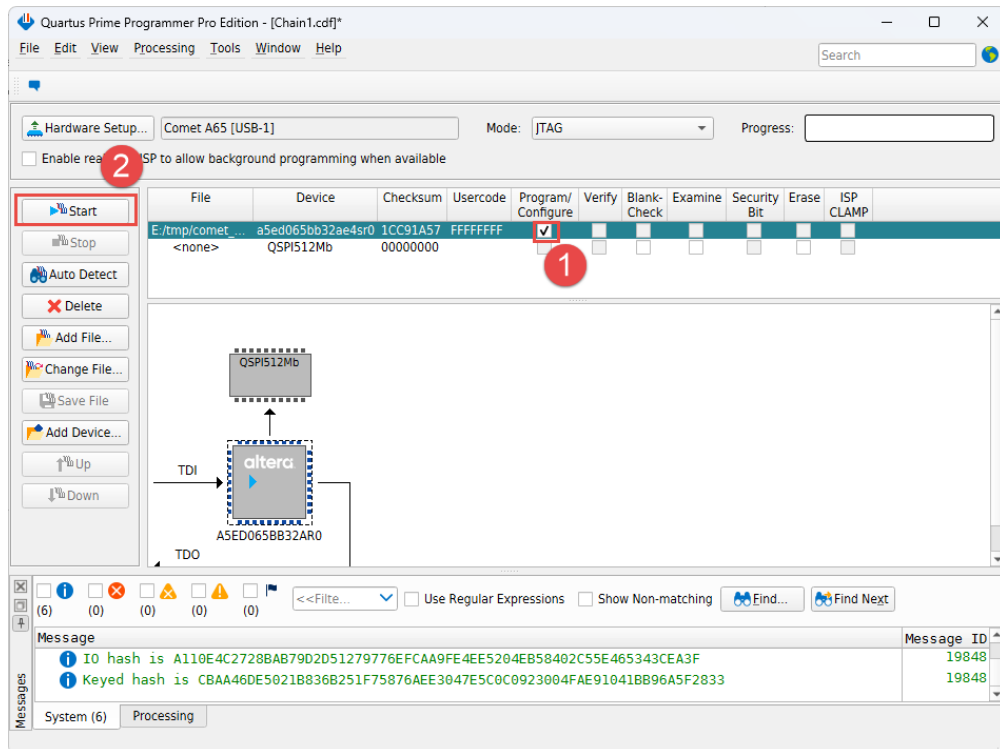 Quartus Prime Programmer Pro Edition - [Chain1.cdf]*
File Edit View Processing Tools Window Help
Search
Hardware Setup... Comet A65 [USB-1] Mode: JTAG Progress:
Enable rea SP to allow background programming when available
2
Start
Stop
Auto Detect
Delete
Add File...
Change File...
Save File
Add Device...
Up
Down
File Device Checksum Usercode Program/ Configure Verify Blank- Check Examine Security Bit Erase ISP CLAMP
E:/tmp/comet_... a5ed065bb32ae4sr0 1CC91A57 FFFFFFFF
<none> QSPI512Mb 00000000
1
QSPI512Mb
altera
TDI
A5ED065BB32AR0
TDO
(6) (0) (0) (0) (0)
<<Filte... Use Regular Expressions Show Non-matching Find... Find Next
Messages
Message Message ID
IO hash is A110E4C2728BAB79D2D51279776EFCAA9FE4EE5204EB58402C55E465343CEA3F 19848
Keyed hash is CBAA46DE5021B836B251F75876AEE3047E5C0C0923004FAE91041BB96A5F2833 19848
System (6) Processing